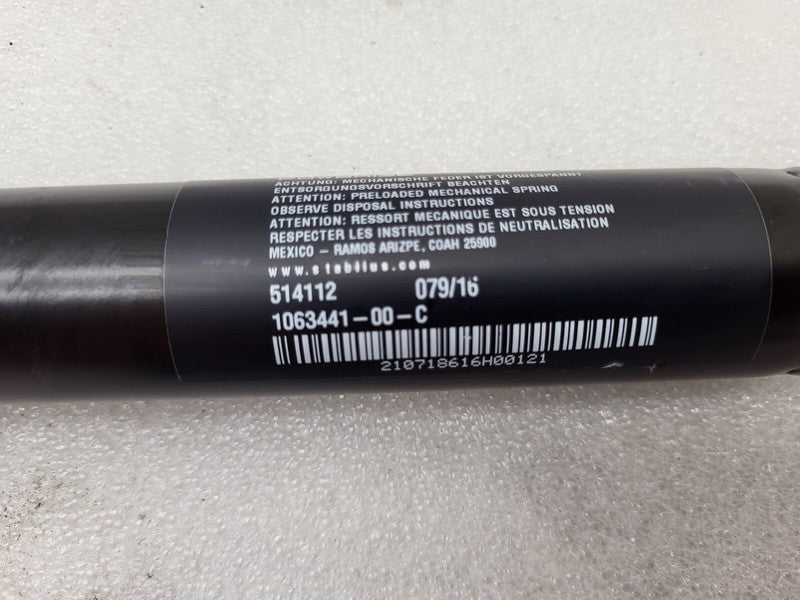 ACHTUNG: MECHANISCHE FEDER IST VORGESPANNT
ENTSORGUNGSVORSCHRIFT BEACHTEN
ATTENTION: PRELOADED MECHANICAL SPRING
OBSERVE DISPOSAL INSTRUCTIONS
ATTENTION: RESSORT MECANIQUE EST SOUS TENSION
RESPECTER LES INSTRUCTIONS DE NEUTRALISATION
MEXICO - RAMOS ARIZPE, COAH 25900
www.stabilus.com
514112 079/16
1063441-00-C
210718616H00121